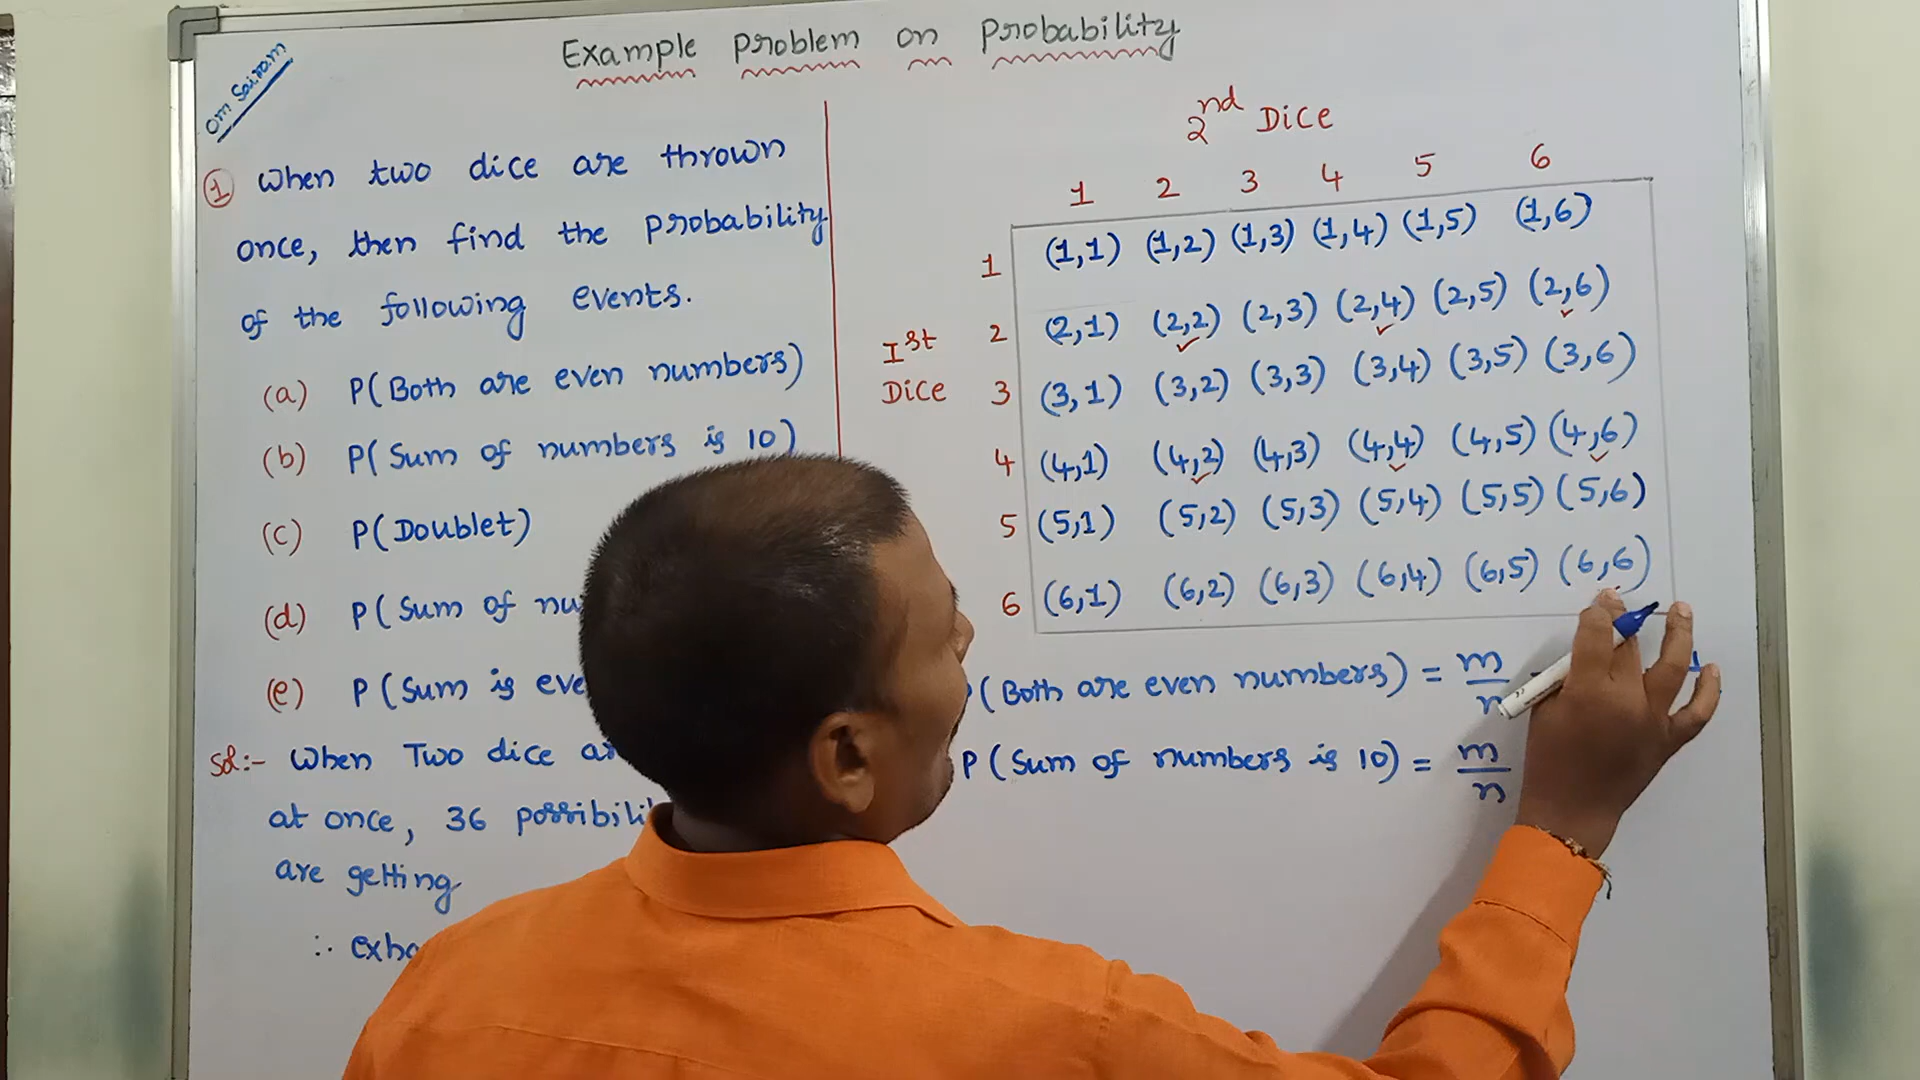 Example Problem on Probability
Om Sairam
1 When two dice are thrown
once, then find the probability
of the following events.
(a) P(Both are even numbers)
(b) P(Sum of numbers is 10)
(c) P(Doublet)
(d) P(Sum of
(e) P(Sum is
Sol:- When Two dice
at once, 36
are getting
∴
2nd Dice
1 2 3 4 5 6
Ist
Dice
1 (1,1) (1,2) (1,3) (1,4) (1,5) (1,6)
2 (2,1) (2,2) (2,3) (2,4) (2,5) (2,6)
3 (3,1) (3,2) (3,3) (3,4) (3,5) (3,6)
4 (4,1) (4,2) (4,3) (4,4) (4,5) (4,6)
5 (5,1) (5,2) (5,3) (5,4) (5,5) (5,6)
6 (6,1) (6,2) (6,3) (6,4) (6,5) (6,6)
(Both are even numbers) = m/n
P(Sum of numbers is 10) = m/n